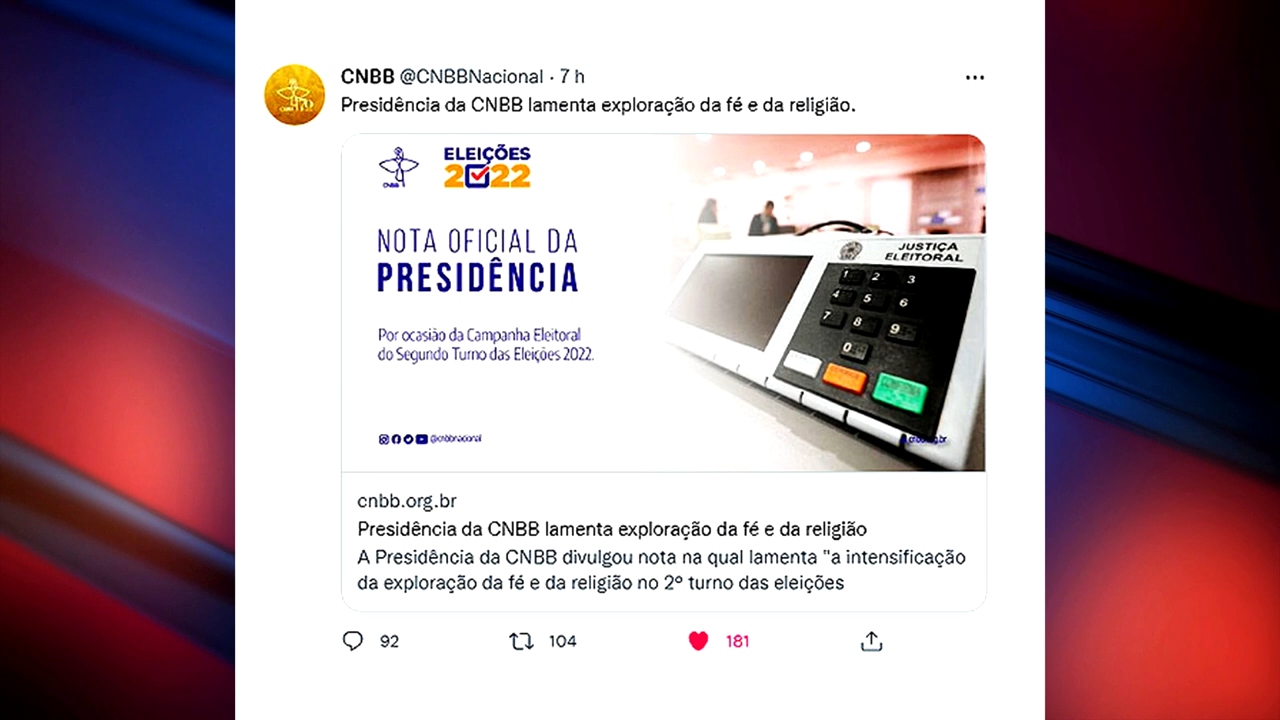 CNBB @CNBBNacional · 7 h
Presidência da CNBB lamenta exploração da fé e da religião.
CNBB
ELEIÇÕES
2022
NOTA OFICIAL DA
PRESIDÊNCIA
Por ocasião da Campanha Eleitoral
do Segundo Turno das Eleições 2022.
@cnbbnacional
JUSTIÇA
ELEITORAL
1 2 3
4 5 6
7 8 9
0
cnbb.org.br
Presidência da CNBB lamenta exploração da fé e da religião
A Presidência da CNBB divulgou nota na qual lamenta "a intensificação
da exploração da fé e da religião no 2º turno das eleições
92 104 181